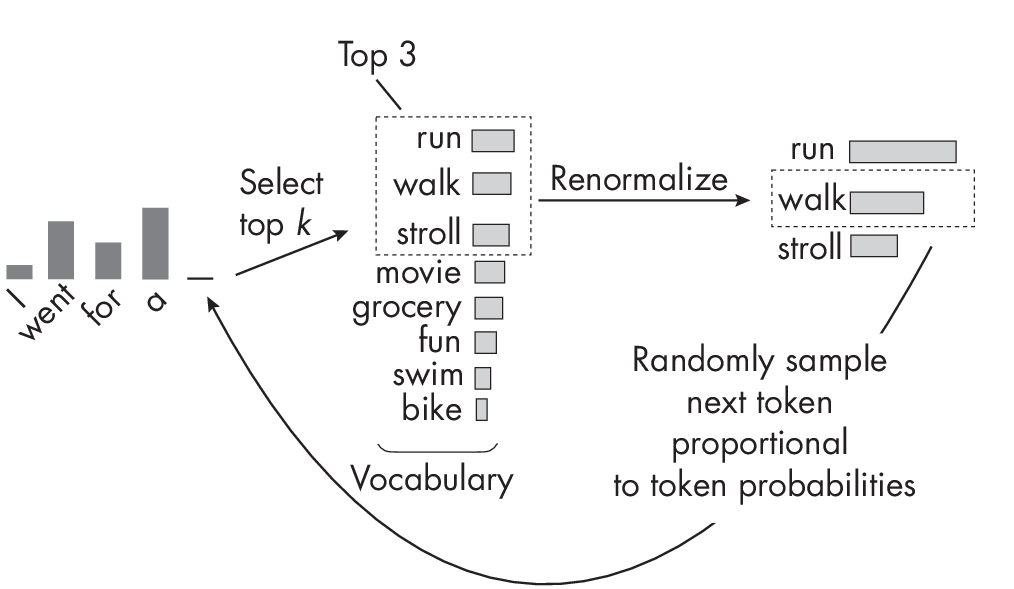 Top 3
run
walk
stroll
movie
grocery
fun
swim
bike
Vocabulary
Select
top k
I
went
for
a
Renormalize
run
walk
stroll
Randomly sample
next token
proportional
to token probabilities